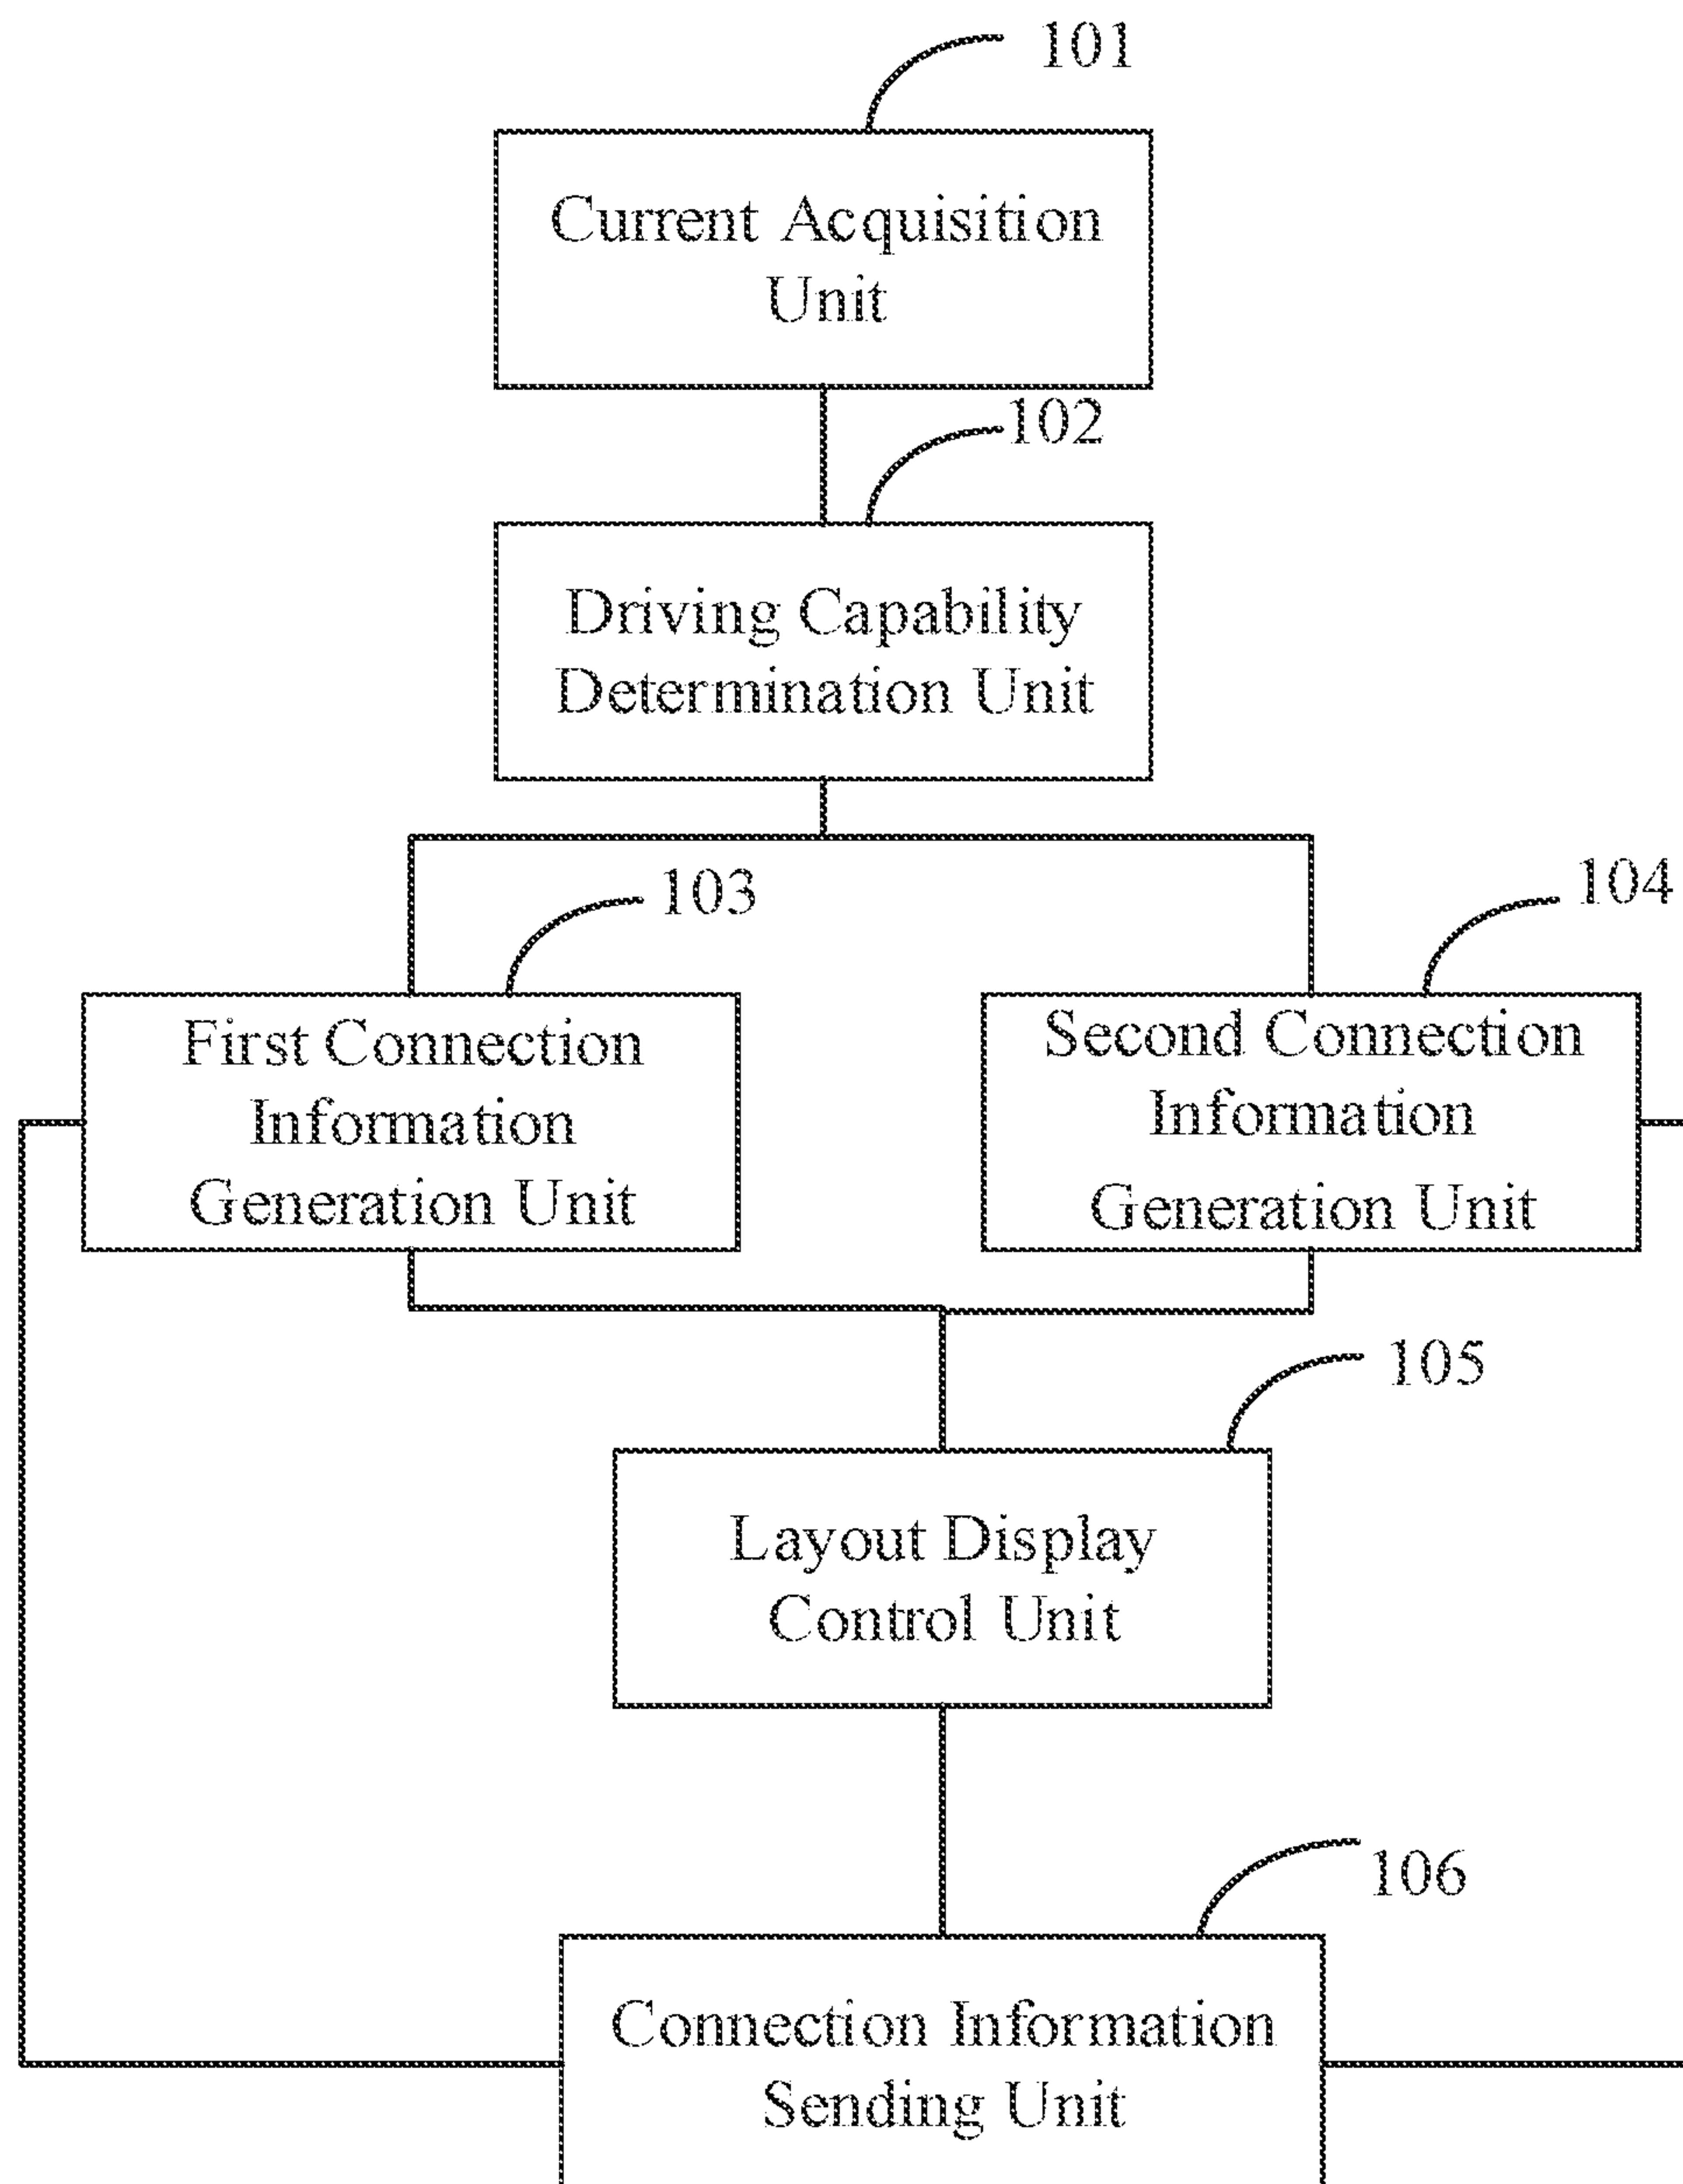 101
Current Acquisition
Unit
102
Driving Capability
Determination Unit
103
104
First Connection
Information
Generation Unit
Second Connection
Information
Generation Unit
105
Layout Display
Control Unit
106
Connection Information
Sending Unit